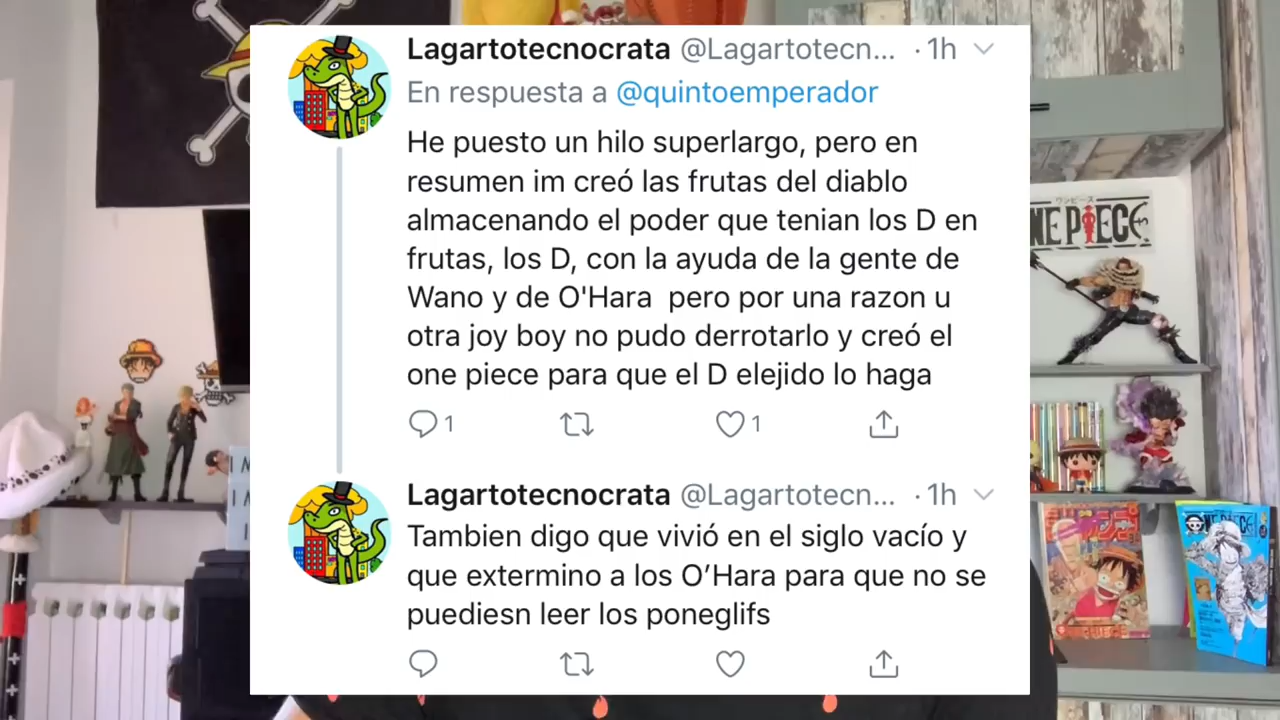 Lagartotecnocrata @Lagartotecn... · 1h
En respuesta a @quintoemperador
He puesto un hilo superlargo, pero en
resumen im creó las frutas del diablo
almacenando el poder que tenian los D en
frutas, los D, con la ayuda de la gente de
Wano y de O'Hara pero por una razon u
otra joy boy no pudo derrotarlo y creó el
one piece para que el D elejido lo haga
1
1
Lagartotecnocrata @Lagartotecn... · 1h
Tambien digo que vivió en el siglo vacío y
que extermino a los O’Hara para que no se
puediesn leer los poneglifs
NE PIECE